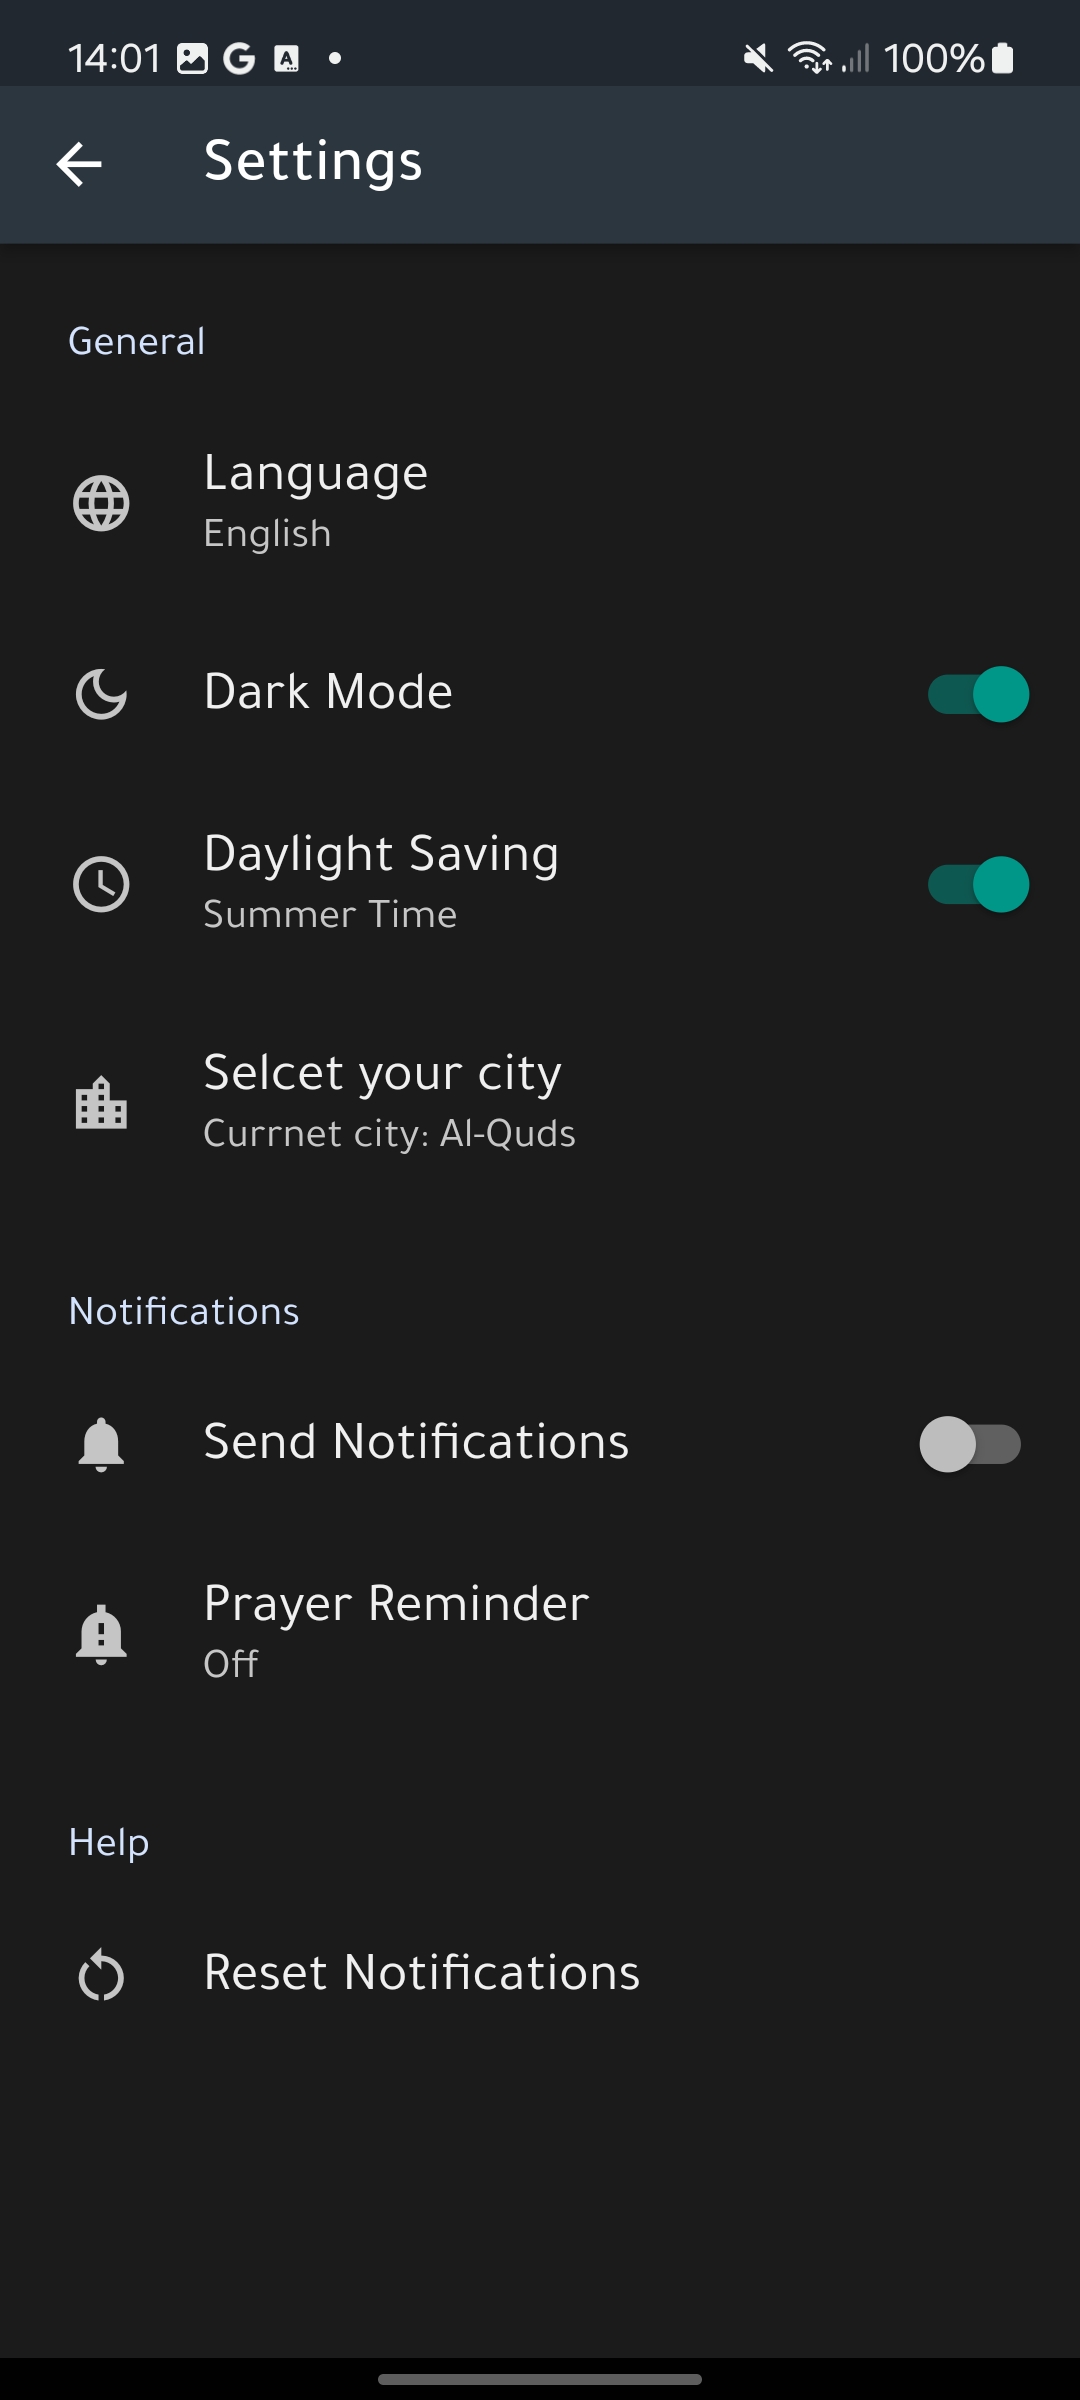 14:01 100%
Settings
General
Language
English
Dark Mode
Daylight Saving
Summer Time
Selcet your city
Currnet city: Al-Quds
Notifications
Send Notifications
Prayer Reminder
Off
Help
Reset Notifications